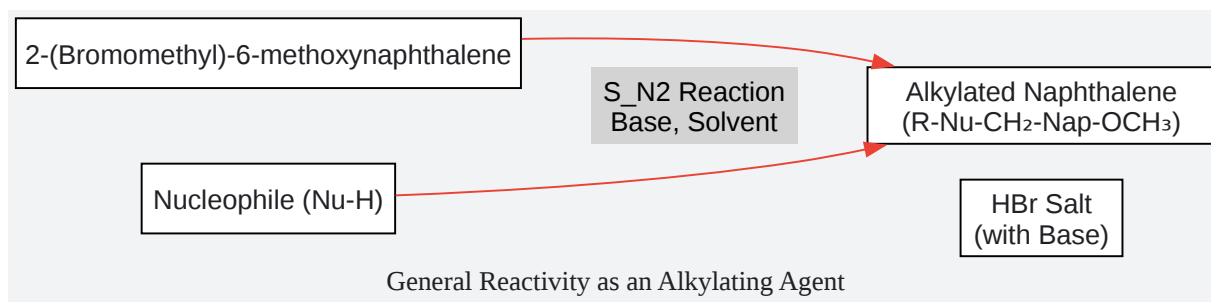 2-(Bromomethyl)-6-methoxynaphthalene
S_N2 Reaction
Base, Solvent
Alkylated Naphthalene
(R-Nu-CH₂-Nap-OCH₃)
Nucleophile (Nu-H)
HBr Salt
(with Base)
General Reactivity as an Alkylating Agent